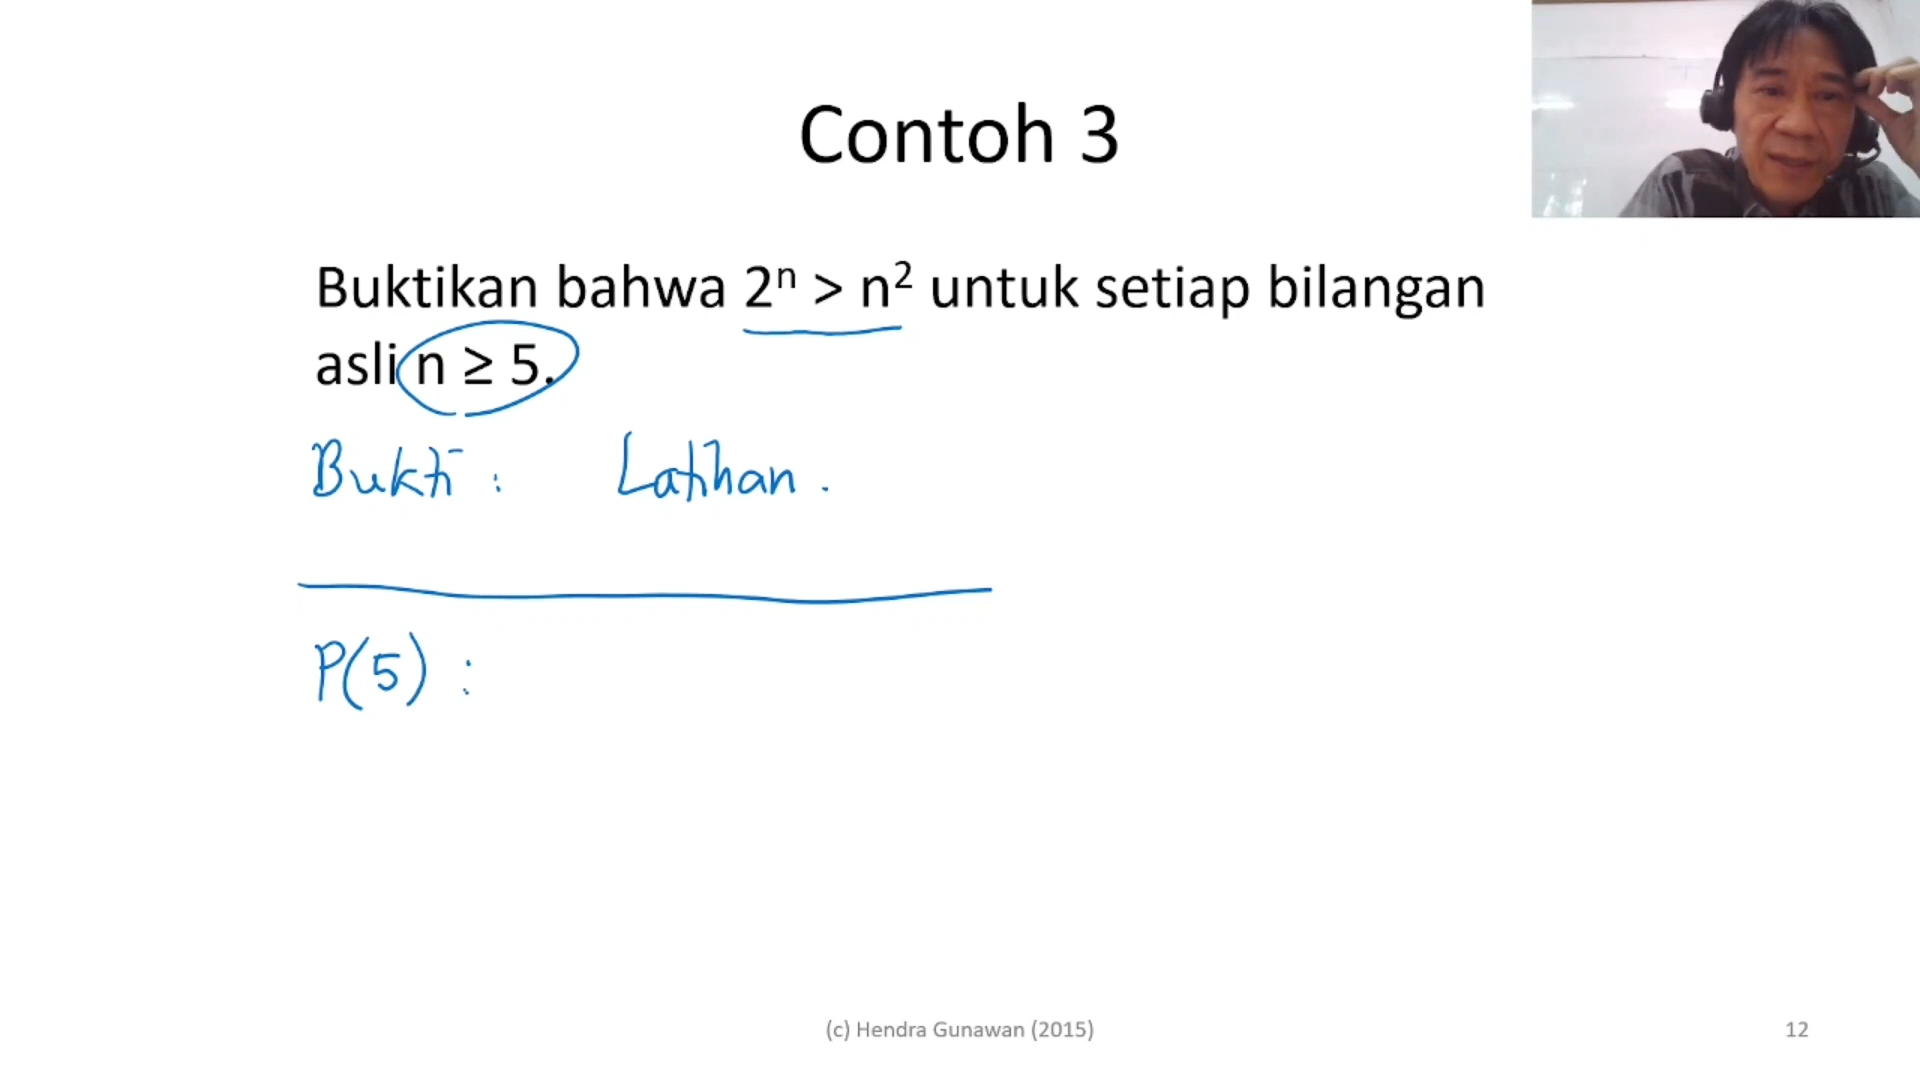 Contoh 3
Buktikan bahwa 2ⁿ > n² untuk setiap bilangan
asli n ≥ 5.
Bukti : Latihan .
P(5) :
(c) Hendra Gunawan (2015) 12